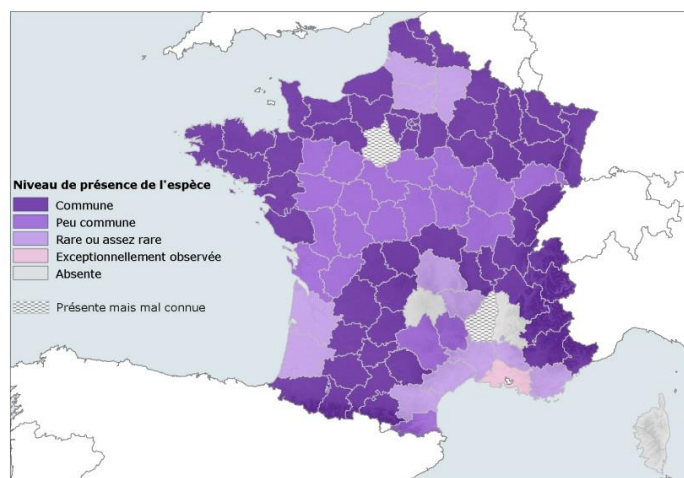 Niveau de présence de l'espèce
Commune
Peu commune
Rare ou assez rare
Exceptionnellement observée
Absente
Présente mais mal connue